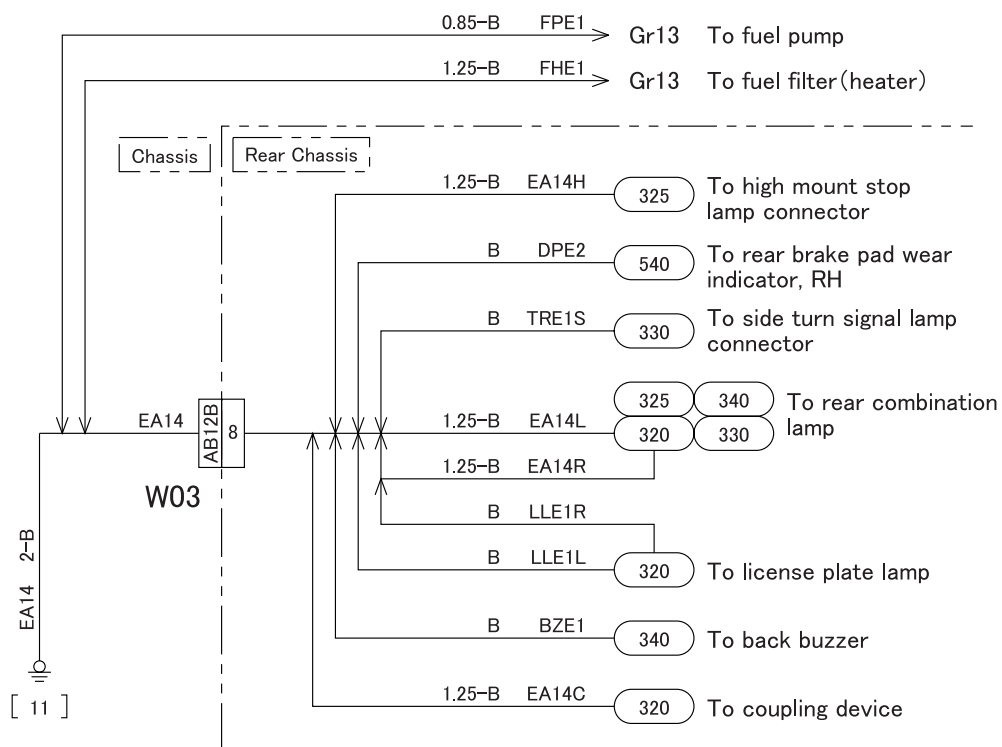 0.85-B FPE1 Gr13 To fuel pump
1.25-B FHE1 Gr13 To fuel filter(heater)
Chassis Rear Chassis
1.25-B EA14H 325 To high mount stop
lamp connector
B DPE2 540 To rear brake pad wear
indicator, RH
B TRE1S 330 To side turn signal lamp
connector
325 340 To rear combination
lamp
EA14 AB12B 8 1.25-B EA14L 320 330
1.25-B EA14R
W03
B LLE1R
B LLE1L 320 To license plate lamp
EA14 2-B
B BZE1 340 To back buzzer
[ 11 ]
1.25-B EA14C 320 To coupling device